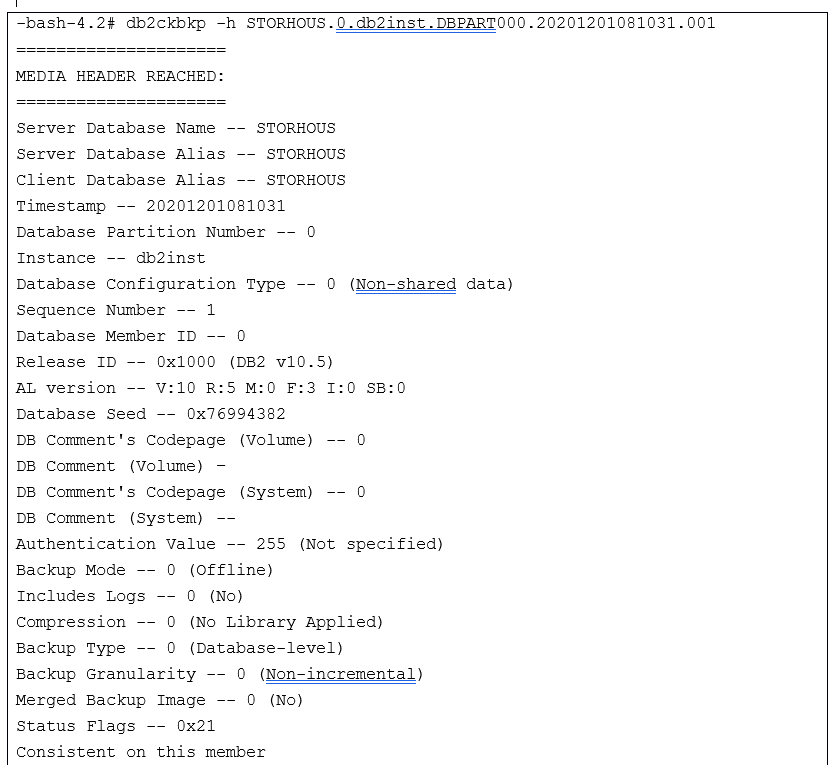 -bash-4.2# db2ckbkp -h STORHOUS.0.db2inst.DBPART000.20201201081031.001
=====================
MEDIA HEADER REACHED:
=====================
Server Database Name -- STORHOUS
Server Database Alias -- STORHOUS
Client Database Alias -- STORHOUS
Timestamp -- 20201201081031
Database Partition Number -- 0
Instance -- db2inst
Database Configuration Type -- 0 (Non-shared data)
Sequence Number -- 1
Database Member ID -- 0
Release ID -- 0x1000 (DB2 v10.5)
AL version -- V:10 R:5 M:0 F:3 I:0 SB:0
Database Seed -- 0x76994382
DB Comment's Codepage (Volume) -- 0
DB Comment (Volume) –
DB Comment's Codepage (System) -- 0
DB Comment (System) --
Authentication Value -- 255 (Not specified)
Backup Mode -- 0 (Offline)
Includes Logs -- 0 (No)
Compression -- 0 (No Library Applied)
Backup Type -- 0 (Database-level)
Backup Granularity -- 0 (Non-incremental)
Merged Backup Image -- 0 (No)
Status Flags -- 0x21
Consistent on this member